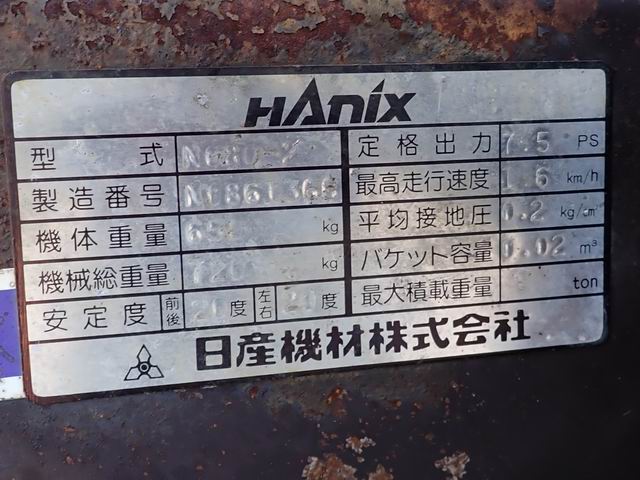 HANIX
型式
製造番号
機体重量 kg
機械総重量 kg
安定度 前後 20度 左右 20度
定格出力 7.5 PS
最高走行速度 1.6 km/h
平均接地圧 0.2 kg/cm²
バケット容量 0.02 m³
最大積載重量 ton
日産機材株式会社